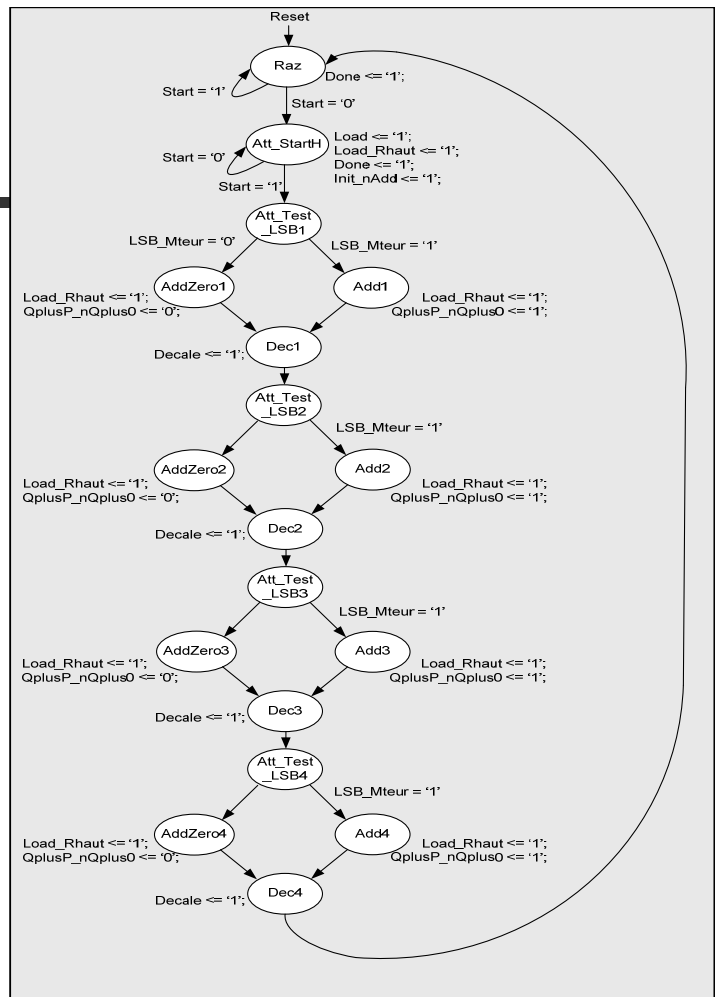 Reset
Raz
Done <= ‘1’;
Start = ‘1’
Start = ‘0’
Att_StartH
Load <= ‘1’;
Load_Rhaut <= ‘1’;
Done <= ‘1’;
Init_nAdd <= ‘1’;
Start = ‘0’
Start = ‘1’
Att_Test
_LSB1
LSB_Mteur = ‘0’
LSB_Mteur = ‘1’
AddZero1
Add1
Load_Rhaut <= ‘1’;
QplusP_nQplus0 <= ‘0’;
Load_Rhaut <= ‘1’;
QplusP_nQplus0 <= ‘1’;
Dec1
Decale <= ‘1’;
Att_Test
_LSB2
LSB_Mteur = ‘1’
AddZero2
Add2
Load_Rhaut <= ‘1’;
QplusP_nQplus0 <= ‘0’;
Load_Rhaut <= ‘1’;
QplusP_nQplus0 <= ‘1’;
Dec2
Decale <= ‘1’;
Att_Test
_LSB3
LSB_Mteur = ‘1’
AddZero3
Add3
Load_Rhaut <= ‘1’;
QplusP_nQplus0 <= ‘0’;
Load_Rhaut <= ‘1’;
QplusP_nQplus0 <= ‘1’;
Dec3
Decale <= ‘1’;
Att_Test
_LSB4
LSB_Mteur = ‘1’
AddZero4
Add4
Load_Rhaut <= ‘1’;
QplusP_nQplus0 <= ‘0’;
Load_Rhaut <= ‘1’;
QplusP_nQplus0 <= ‘1’;
Dec4
Decale <= ‘1’;